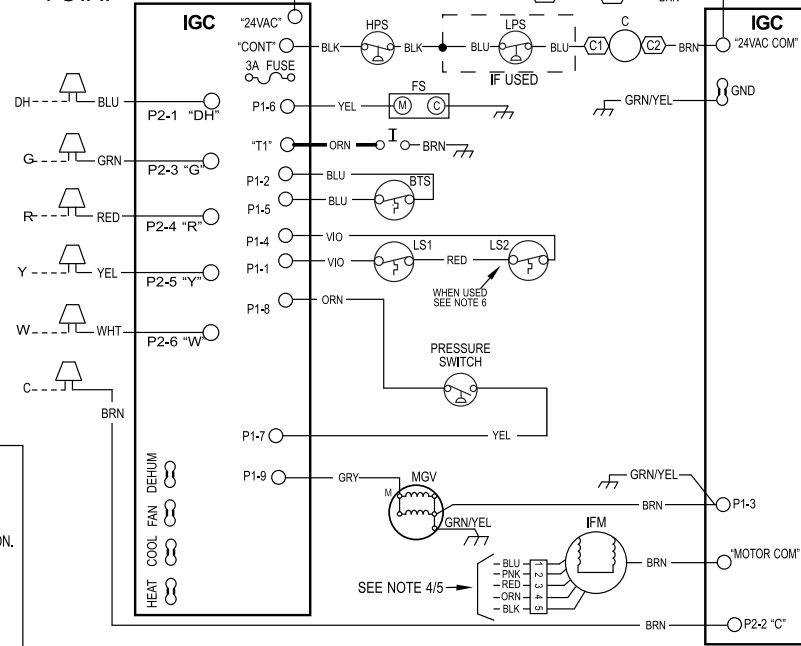 IGC
"24VAC"
"CONT"
3A FUSE
HPS
LPS
C
BLK
BLK
BLU
BLU
C1
C2
BRN
IF USED
IGC
"24VAC COM"
GND
GRN/YEL
DH
BLU
P2-1 "DH"
P1-6
YEL
FS
M
C
"T1"
ORN
I
BRN
G
GRN
P2-3 "G"
P1-2
BLU
BTS
P1-5
BLU
R
RED
P2-4 "R"
P1-4
VIO
P1-1
VIO
LS1
RED
LS2
WHEN USED
SEE NOTE 6
Y
YEL
P2-5 "Y"
P1-8
ORN
W
WHT
P2-6 "W"
PRESSURE
SWITCH
C
BRN
P1-7
YEL
P1-9
GRY
M
MGV
GRN/YEL
GRN/YEL
BRN
P1-3
DEHUM
FAN
COOL
HEAT
ON.
SEE NOTE 4/5
BLU
PNK
RED
ORN
BLK
1
2
3
4
5
IFM
BRN
"MOTOR COM"
BRN
P2-2 "C"